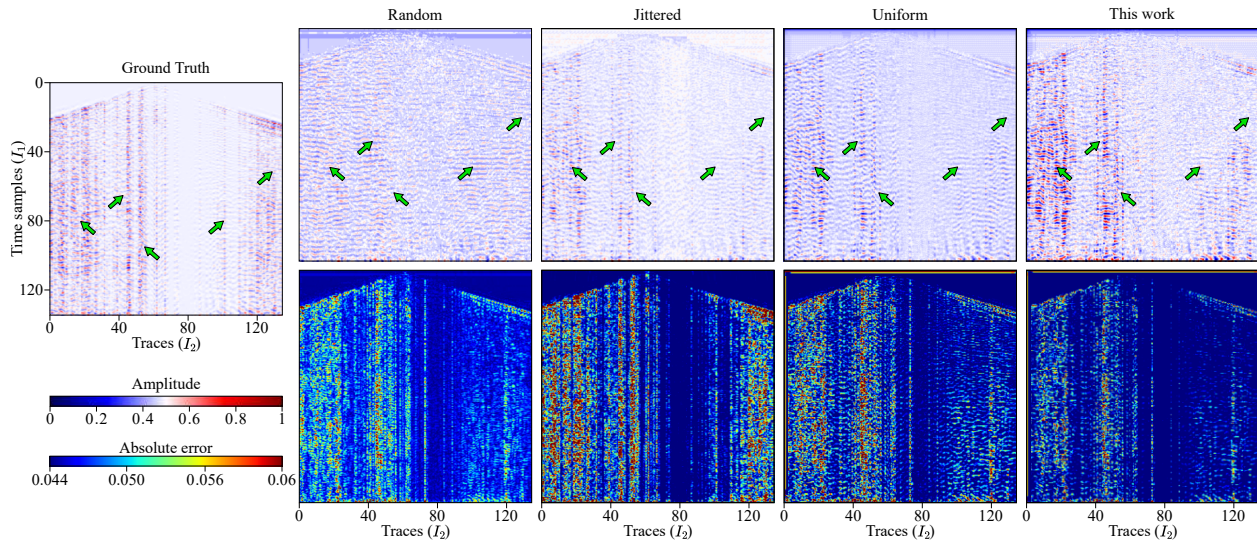 Random
Jittered
Uniform
This work
Ground Truth
0
40
80
120
Time samples (I₁)
0 40 80 120
Traces (I₂)
Amplitude
0 0.2 0.4 0.6 0.8 1
Absolute error
0.044 0.050 0.056 0.06
0 40 80 120
Traces (I₂)
0 40 80 120
Traces (I₂)
0 40 80 120
Traces (I₂)
0 40 80 120
Traces (I₂)